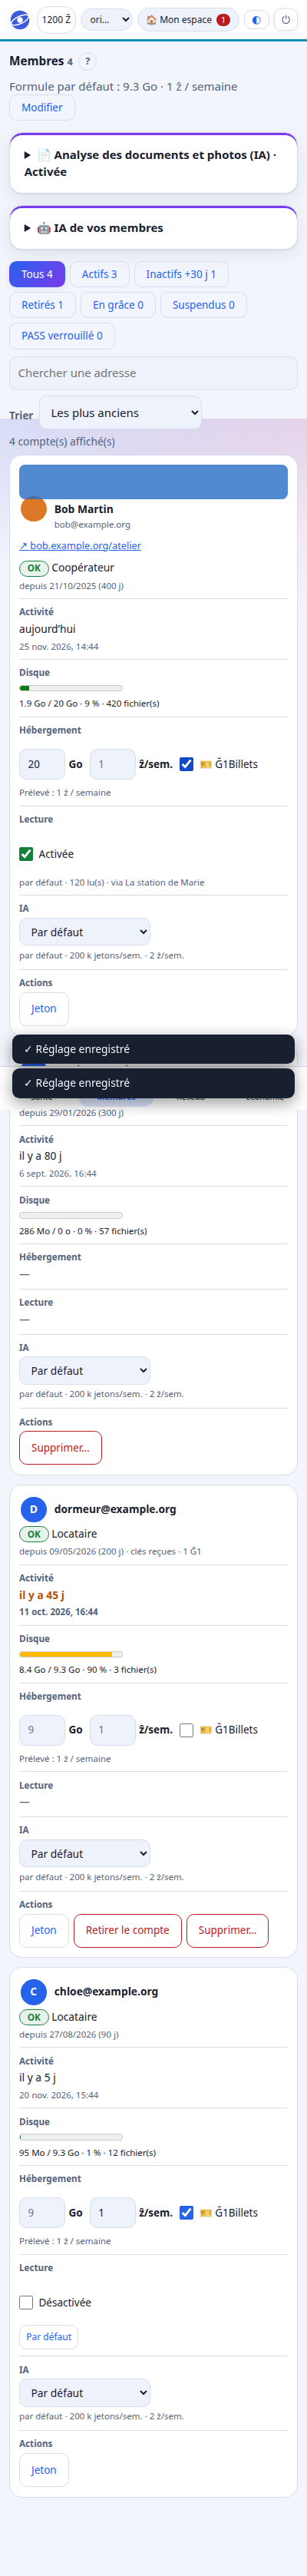 1200 Ẑ
ori...
🏠 Mon espace 1
Membres 4 ?
Formule par défaut : 9.3 Go · 1 ẑ / semaine
Modifier
▶ 📄 Analyse des documents et photos (IA) ·
Activée
▶ 🤖 IA de vos membres
Tous 4
Actifs 3
Inactifs +30 j 1
Retirés 1
En grâce 0
Suspendus 0
PASS verrouillé 0
Chercher une adresse
Trier Les plus anciens
4 compte(s) affiché(s)
Bob Martin
bob@example.org
↗ bob.example.org/atelier
OK Coopérateur
depuis 21/10/2025 (400 j)
Activité
aujourd’hui
25 nov. 2026, 14:44
Disque
1.9 Go / 20 Go · 9 % · 420 fichier(s)
Hébergement
20 Go 1 ẑ/sem. 🎫 Ğ1Billets
Prélevé : 1 ẑ / semaine
Lecture
Activée
par défaut · 120 lu(s) · via La station de Marie
IA
Par défaut
par défaut · 200 k jetons/sem. · 2 ẑ/sem.
Actions
Jeton
✓ Réglage enregistré
✓ Réglage enregistré
depuis 29/01/2026 (300 j)
Activité
il y a 80 j
6 sept. 2026, 16:44
Disque
286 Mo / 0 o · 0 % · 57 fichier(s)
Hébergement
—
Lecture
—
IA
Par défaut
par défaut · 200 k jetons/sem. · 2 ẑ/sem.
Actions
Supprimer...
D dormeur@example.org
OK Locataire
depuis 09/05/2026 (200 j) · clés reçues · 1 Ğ1
Activité
il y a 45 j
11 oct. 2026, 16:44
Disque
8.4 Go / 9.3 Go · 90 % · 3 fichier(s)
Hébergement
9 Go 1 ẑ/sem. 🎫 Ğ1Billets
Prélevé : 1 ẑ / semaine
Lecture
—
IA
Par défaut
par défaut · 200 k jetons/sem. · 2 ẑ/sem.
Actions
Jeton
Retirer le compte
Supprimer...
C chloe@example.org
OK Locataire
depuis 27/08/2026 (90 j)
Activité
il y a 5 j
20 nov. 2026, 15:44
Disque
95 Mo / 9.3 Go · 1 % · 12 fichier(s)
Hébergement
9 Go 1 ẑ/sem. 🎫 Ğ1Billets
Prélevé : 1 ẑ / semaine
Lecture
Désactivée
Par défaut
IA
Par défaut
par défaut · 200 k jetons/sem. · 2 ẑ/sem.
Actions
Jeton